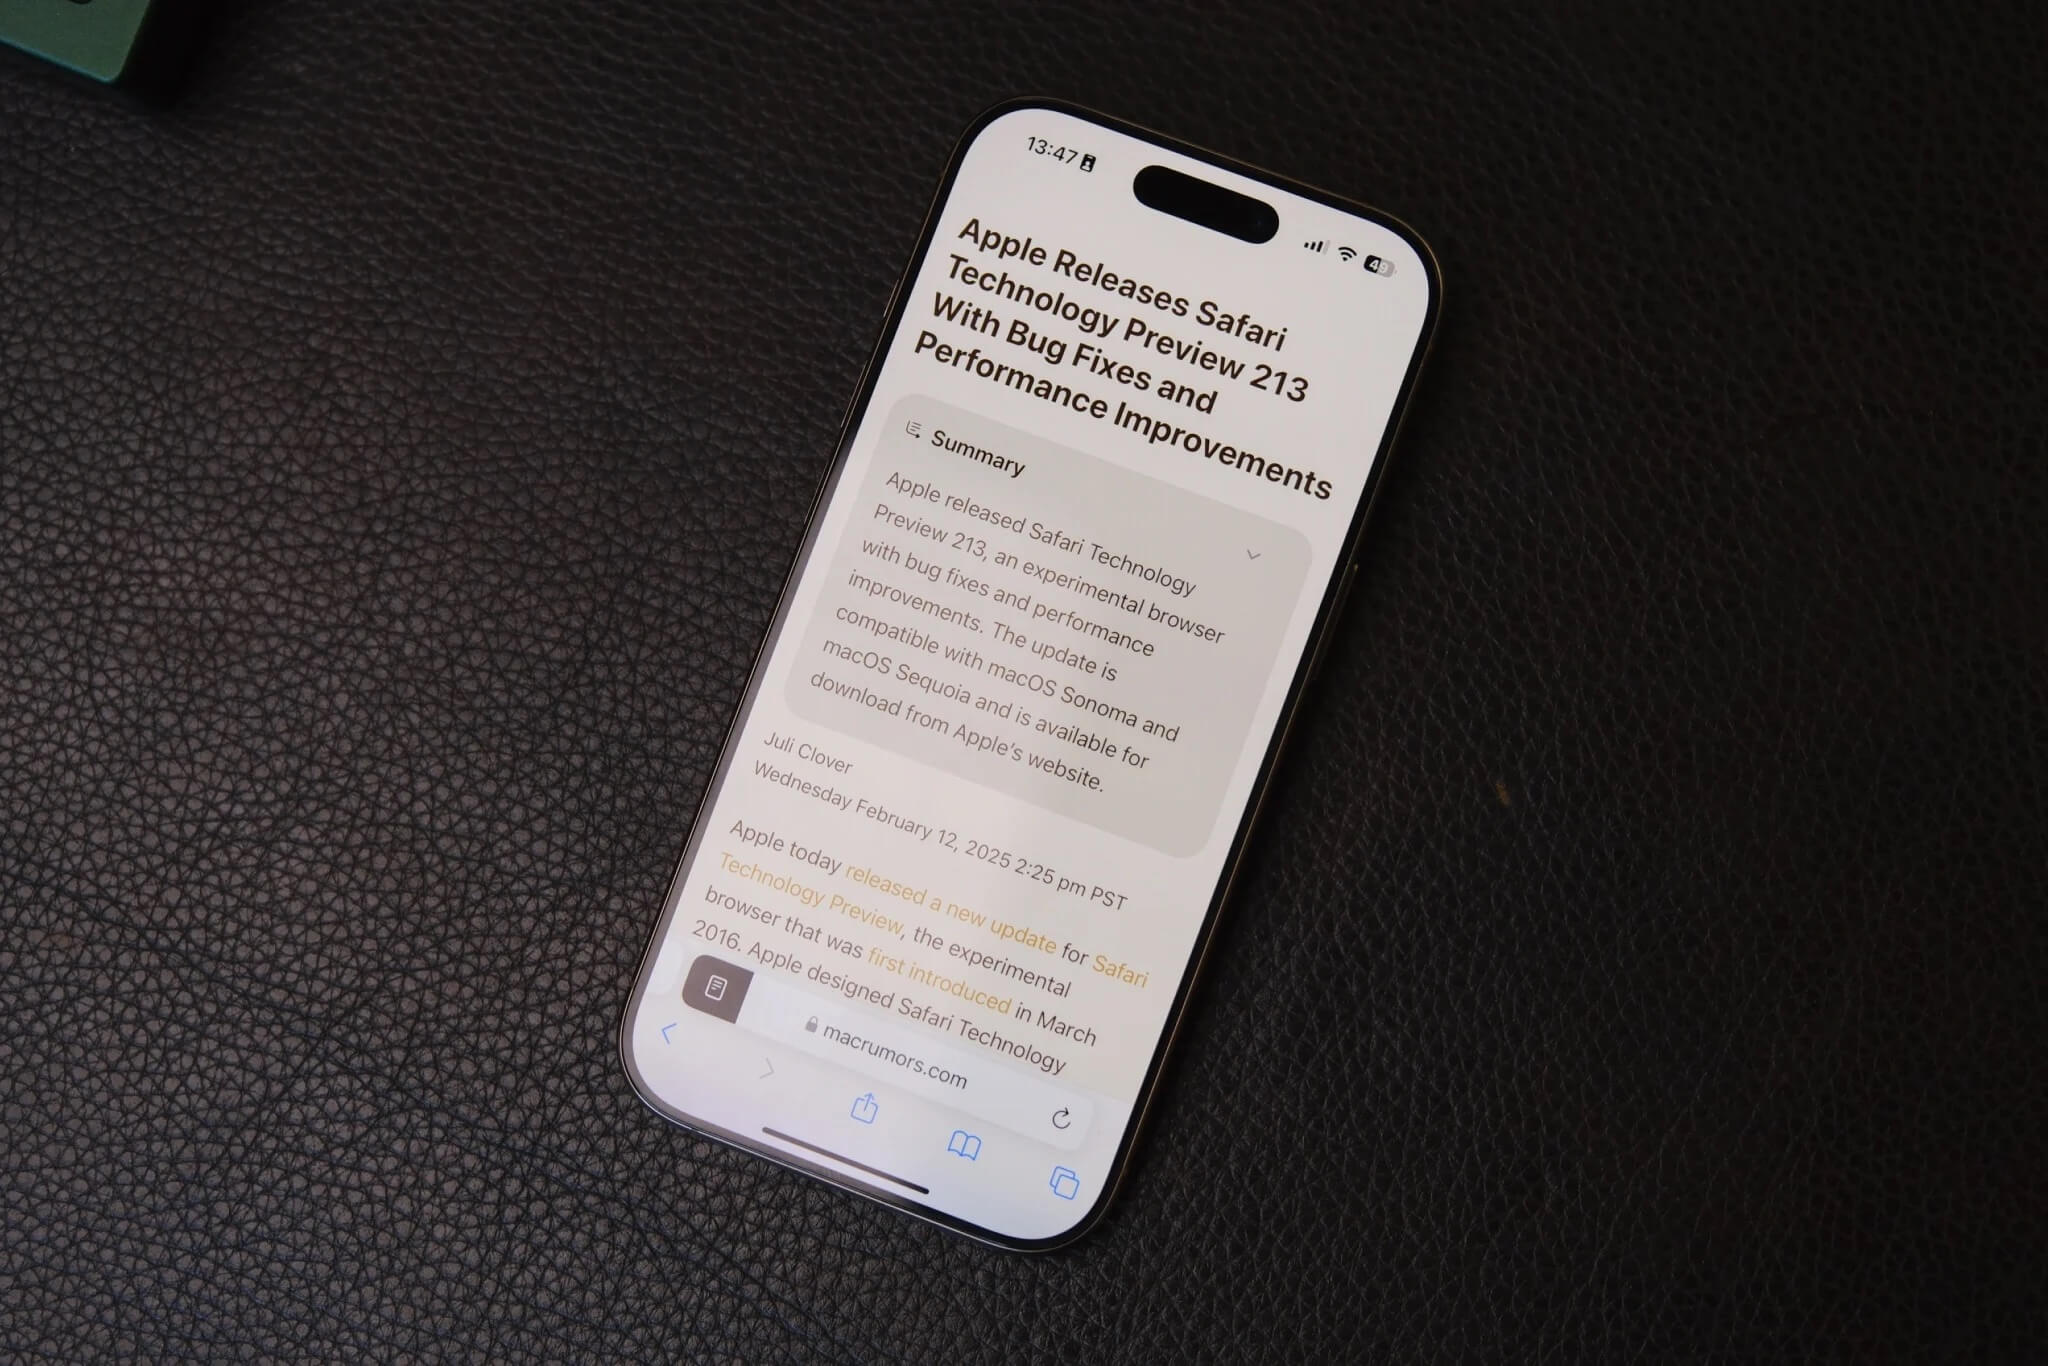 13:47
49
Apple Releases Safari
Technology Preview 213
With Bug Fixes and
Performance Improvements
Summary
Apple released Safari Technology
Preview 213, an experimental browser
with bug fixes and performance
improvements. The update is
compatible with macOS Sonoma and
macOS Sequoia and is available for
download from Apple’s website.
Juli Clover
Wednesday February 12, 2025 2:25 pm PST
Apple today released a new update for Safari
Technology Preview, the experimental
browser that was first introduced in March
2016. Apple designed Safari Technology
macrumors.com